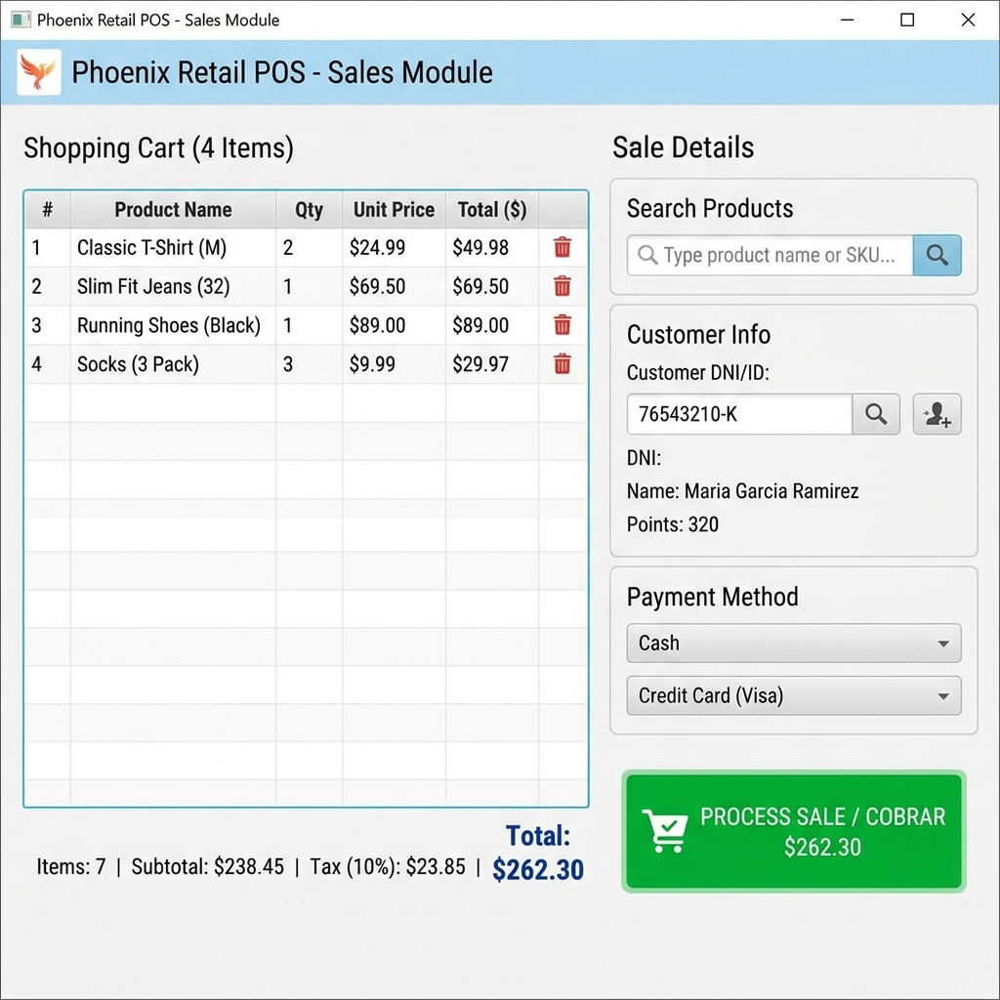 Phoenix Retail POS - Sales Module
Phoenix Retail POS - Sales Module
Shopping Cart (4 Items)
# Product Name Qty Unit Price Total ($)
1 Classic T-Shirt (M) 2 $24.99 $49.98
2 Slim Fit Jeans (32) 1 $69.50 $69.50
3 Running Shoes (Black) 1 $89.00 $89.00
4 Socks (3 Pack) 3 $9.99 $29.97
Total:
Items: 7 | Subtotal: $238.45 | Tax (10%): $23.85 | $262.30
Sale Details
Search Products
Type product name or SKU...
Customer Info
Customer DNI/ID:
76543210-K
DNI:
Name: Maria Garcia Ramirez
Points: 320
Payment Method
Cash
Credit Card (Visa)
PROCESS SALE / COBRAR
$262.30